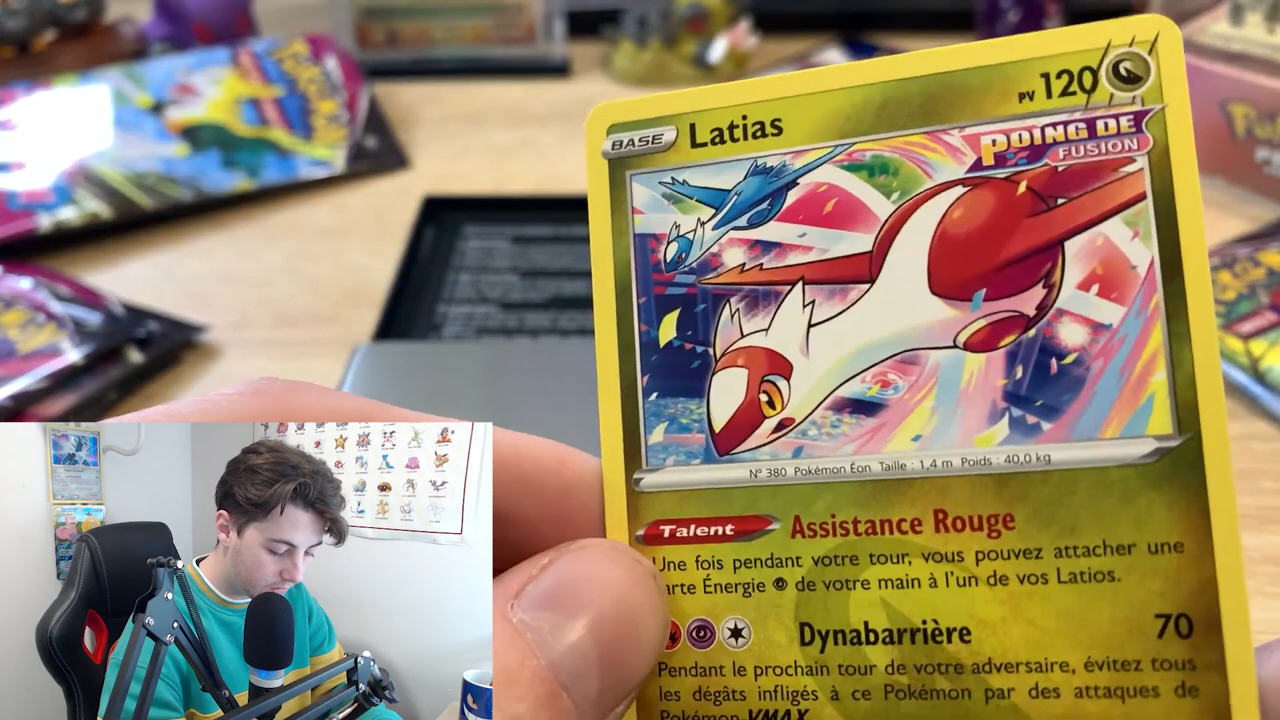 BASE Latias PV 120
POING DE
FUSION
N° 380 Pokémon Éon Taille : 1,4 m Poids : 40,0 kg
Talent Assistance Rouge
Une fois pendant votre tour, vous pouvez attacher une
arte Énergie de votre main à l'un de vos Latios.
Dynabarrière 70
Pendant le prochain tour de votre adversaire, évitez tous
les dégâts infligés à ce Pokémon par des attaques de
Pokémon VMAX